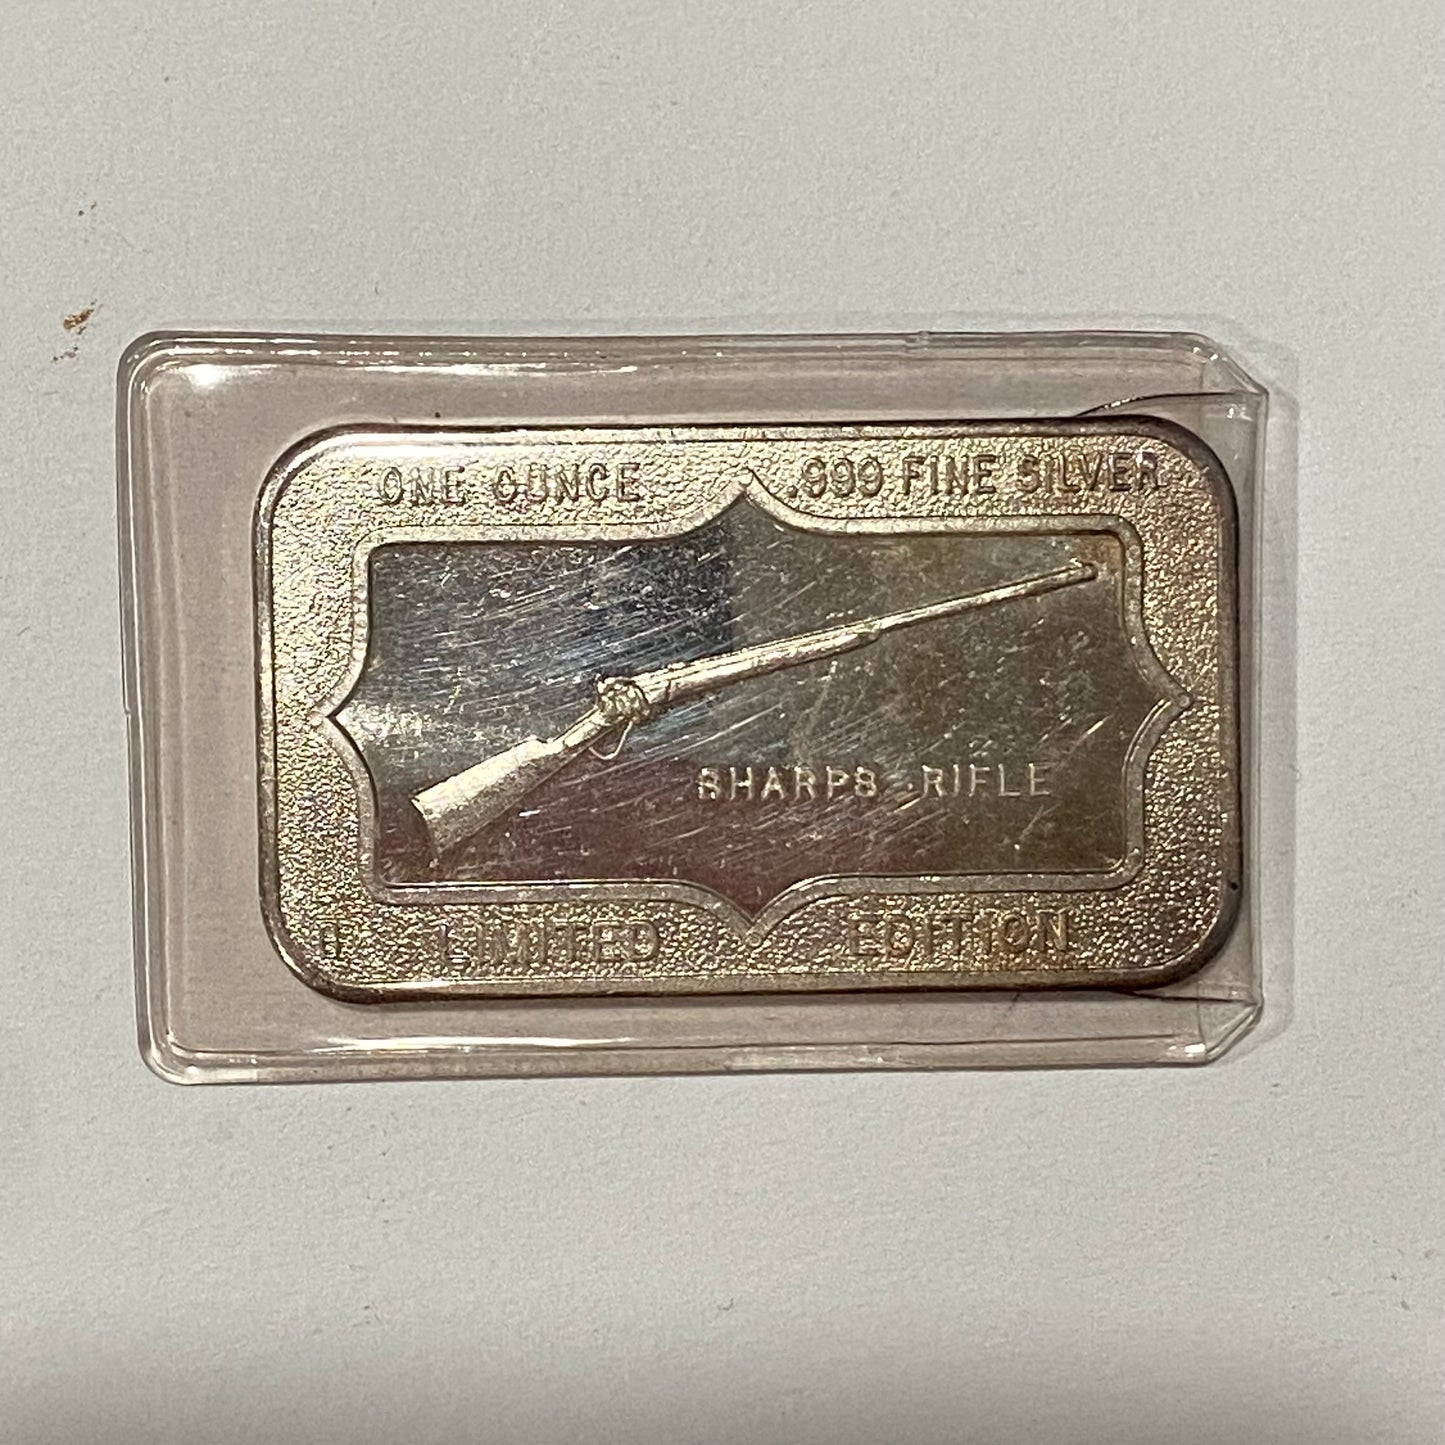 ONE OUNCE .999 FINE SILVER
SHARPS RIFLE
LIMITED EDITION